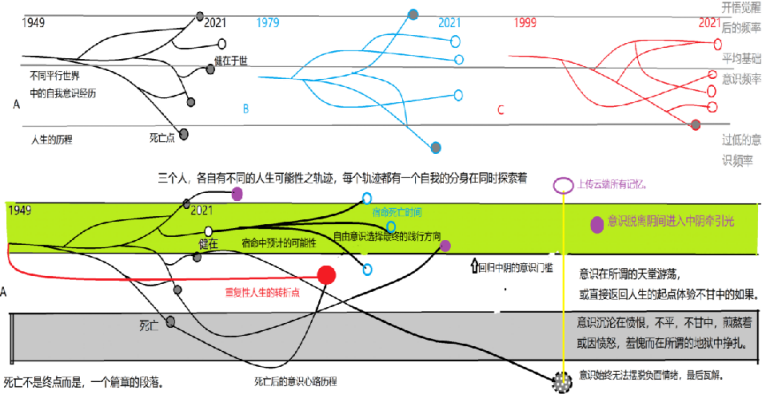 开悟觉醒
后的频率
1949
2021
1979
2021
1999
2021
健在于世
平均基础
意识频率
不同平行世界
中的自我意识经历
A
B
C
人生的历程
死亡点
过低的意
识频率
三个人，各自有不同的人生可能性之轨迹，每个轨迹都有一个自我的分身在同时探索着
上传云端所有记忆。
1949
2021
宿命死亡时间
意识脱离阴间进入中阴牵引光
健在
宿命中预计的可能性
自由意识选择最终的践行方向
回归中阴的意识门槛
意识在所谓的天堂游荡，
或直接返回人生的起点体验不甘中的如果。
A
重复性人生的转折点
死亡
意识沉沦在愤恨，不平，不甘中，煎熬着
或因愤怒，羞愧而在所谓的地狱中挣扎。
死亡不是终点而是，一个篇章的段落。
死亡后的意识心路历程
意识始终无法摆脱负面情绪，最后瓦解。